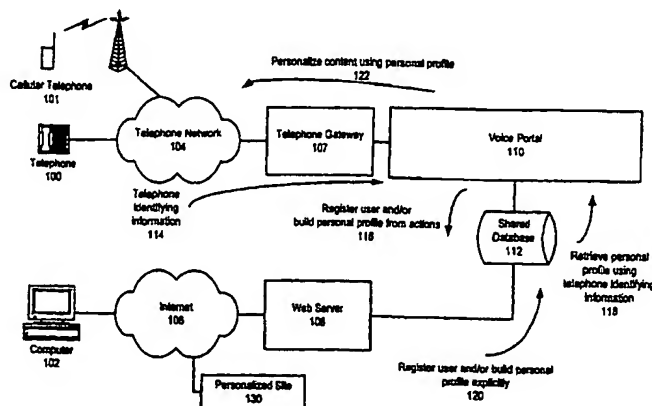 Personalize content using personal profile
122
Cellular Telephone
101
Telephone Network
104
Telephone Gateway
107
Voice Portal
110
Telephone
100
Telephone
Identifying
information
114
Register user and/or
build personal profile from actions
116
Shared
Database
112
Retrieve personal
profile using
telephone identifying
information
118
Internet
106
Web Server
108
Computer
102
Register user and/or build personal
profile explicitly
120
Personalized Site
130